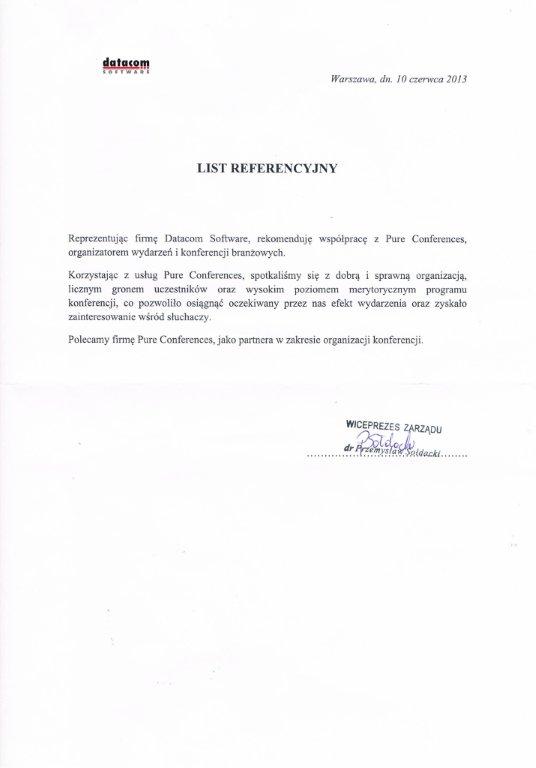 datacom
SOFTWARE
Warszawa, dn. 10 czerwca 2013
LIST REFERENCYJNY
Reprezentując firmę Datacom Software, rekomenduję współpracę z Pure Conferences,
organizatorem wydarzeń i konferencji branżowych.
Korzystając z usług Pure Conferences, spotkaliśmy się z dobrą i sprawną organizacją,
licznym gronem uczestników oraz wysokim poziomem merytorycznym programu
konferencji, co pozwoliło osiągnąć oczekiwany przez nas efekt wydarzenia oraz zyskało
zainteresowanie wśród słuchaczy.
Polecamy firmę Pure Conferences, jako partnera w zakresie organizacji konferencji.
WICEPREZES ZARZĄDU
dr Przemysław Sołdacki